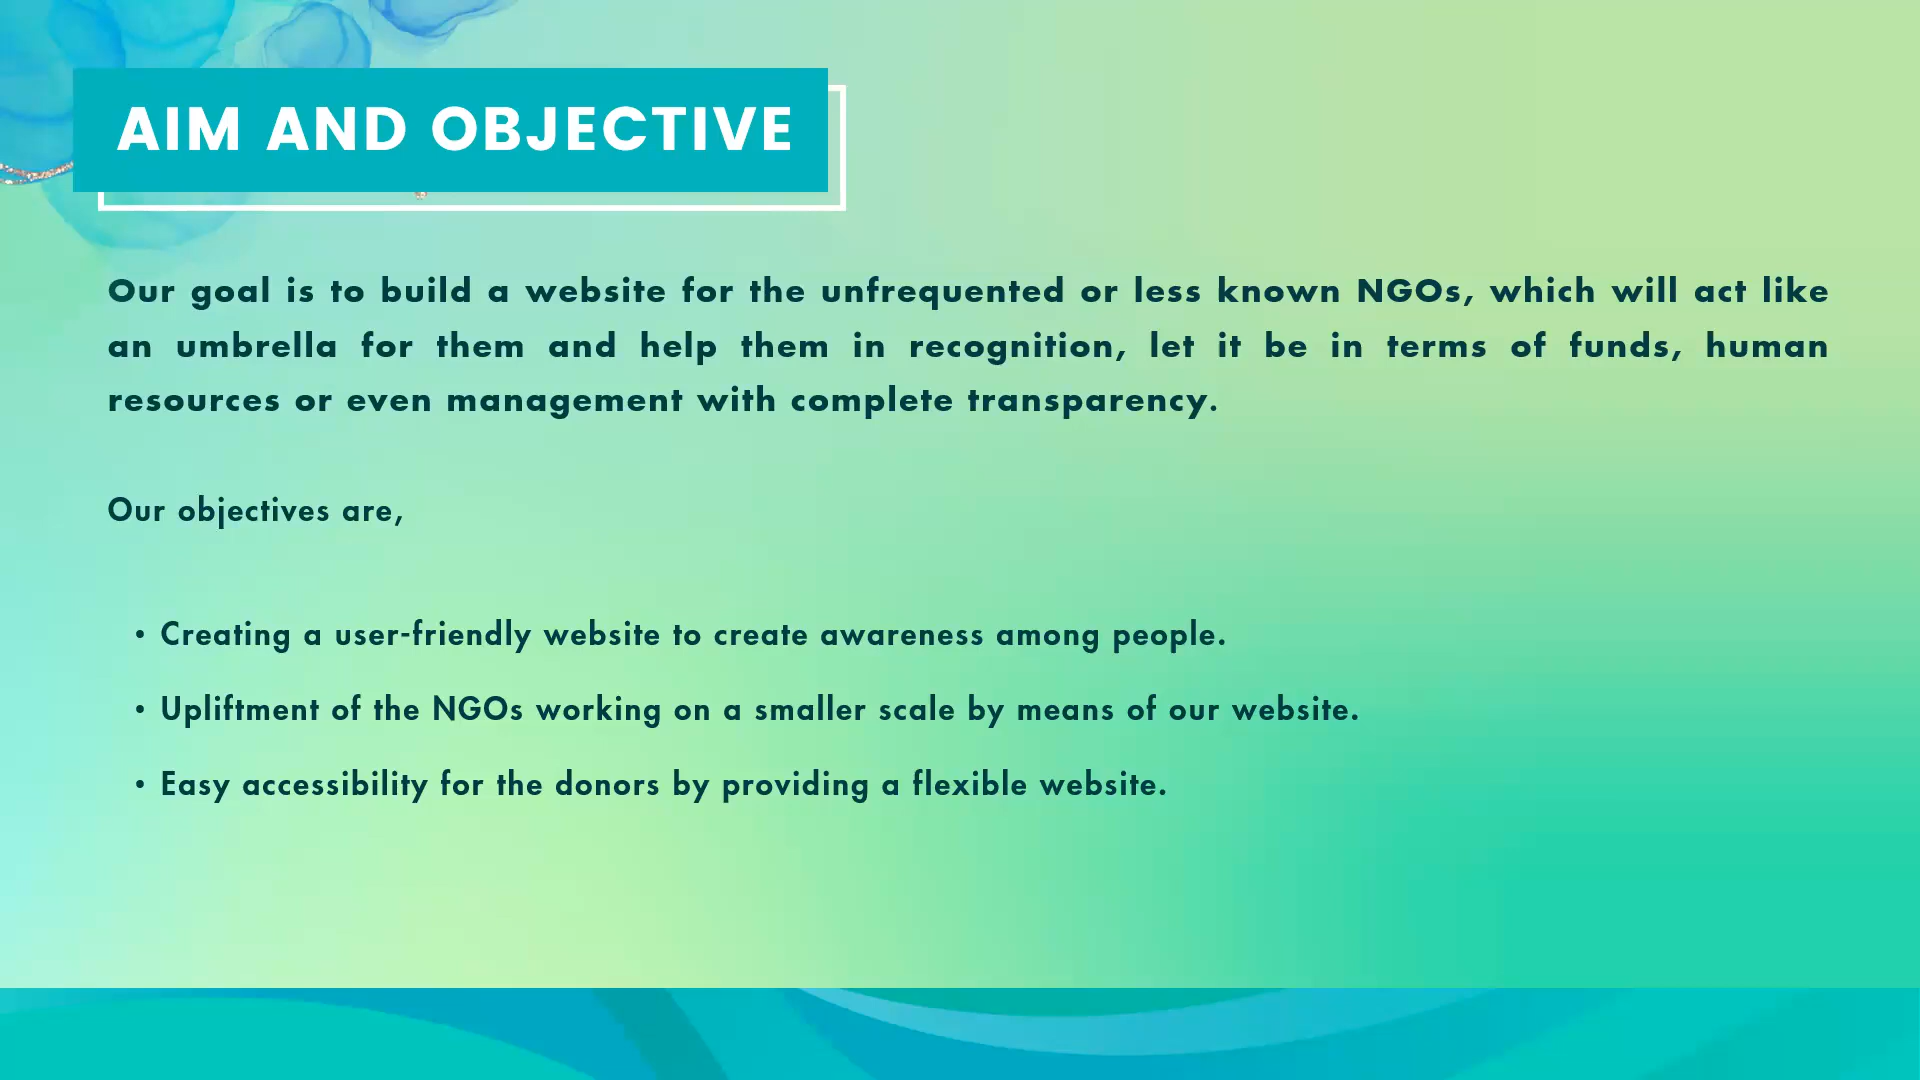 AIM AND OBJECTIVE
Our goal is to build a website for the unfrequented or less known NGOs, which will act like
an umbrella for them and help them in recognition, let it be in terms of funds, human
resources or even management with complete transparency.
Our objectives are,
• Creating a user-friendly website to create awareness among people.
• Upliftment of the NGOs working on a smaller scale by means of our website.
• Easy accessibility for the donors by providing a flexible website.